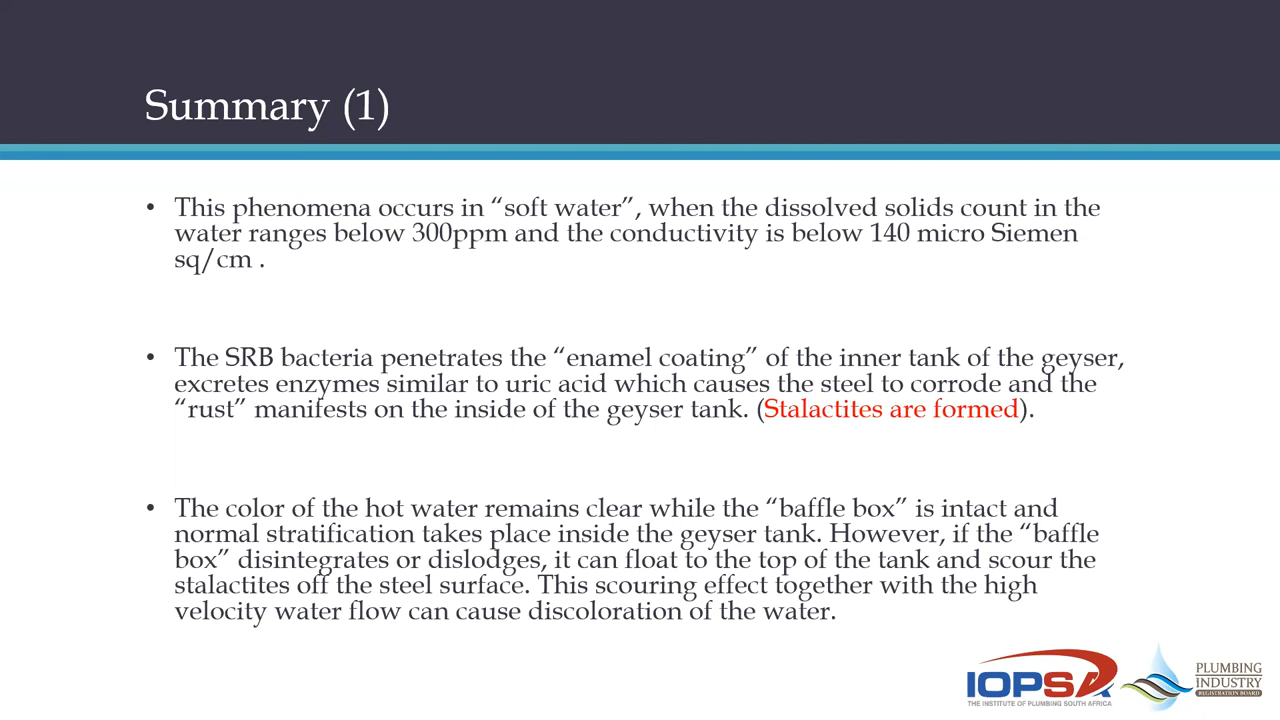 Summary (1)
• This phenomena occurs in “soft water”, when the dissolved solids count in the
water ranges below 300ppm and the conductivity is below 140 micro Siemen
sq/cm .
• The SRB bacteria penetrates the “enamel coating” of the inner tank of the geyser,
excretes enzymes similar to uric acid which causes the steel to corrode and the
“rust” manifests on the inside of the geyser tank. (Stalactites are formed).
• The color of the hot water remains clear while the “baffle box” is intact and
normal stratification takes place inside the geyser tank. However, if the “baffle
box” disintegrates or dislodges, it can float to the top of the tank and scour the
stalactites off the steel surface. This scouring effect together with the high
velocity water flow can cause discoloration of the water.
IOPSA
THE INSTITUTE OF PLUMBING SOUTH AFRICA
PLUMBING
INDUSTRY
REGISTRATION BOARD